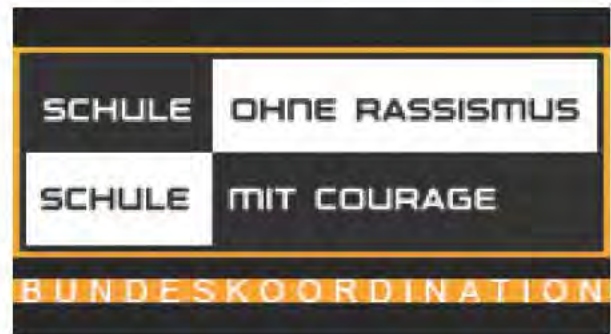 SCHULE OHNE RASSISMUS
SCHULE MIT COURAGE
BUNDESKOORDINATION